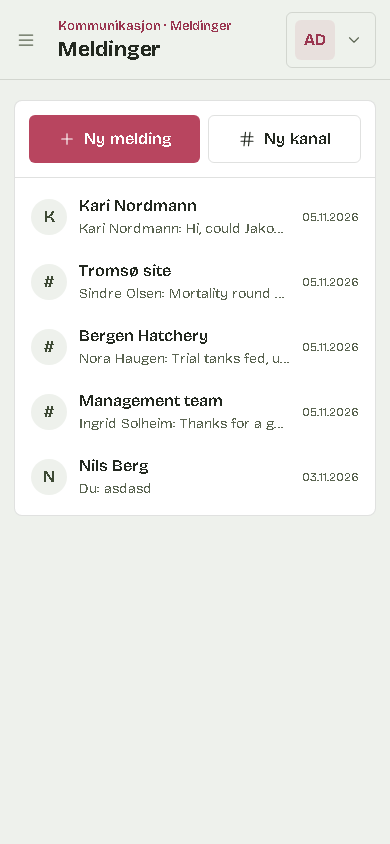 Kommunikasjon · Meldinger
Meldinger
AD
+ Ny melding
# Ny kanal
K
Kari Nordmann
Kari Nordmann: Hi, could Jako...
05.11.2026
#
Tromsø site
Sindre Olsen: Mortality round ...
05.11.2026
#
Bergen Hatchery
Nora Haugen: Trial tanks fed, u...
05.11.2026
#
Management team
Ingrid Solheim: Thanks for a g...
05.11.2026
N
Nils Berg
Du: asdasd
03.11.2026